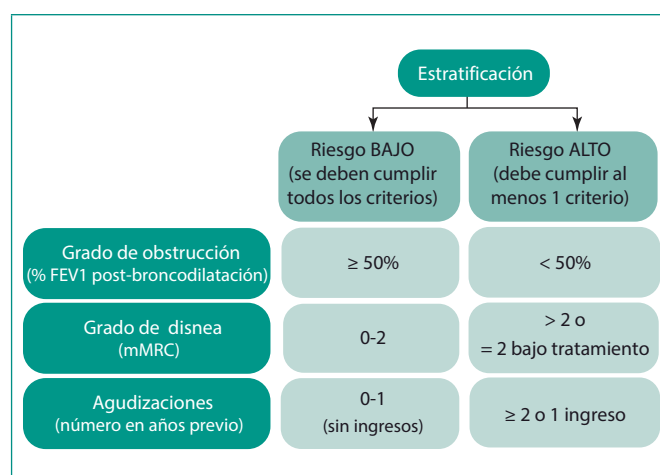 Estratificación
Riesgo BAJO
(se deben cumplir
todos los criterios)
Riesgo ALTO
(debe cumplir al
menos 1 criterio)
Grado de obstrucción
(% FEV1 post-broncodilatación)
≥ 50%
< 50%
Grado de disnea
(mMRC)
0-2
> 2 o
= 2 bajo tratamiento
Agudizaciones
(número en años previo)
0-1
(sin ingresos)
≥ 2 o 1 ingreso